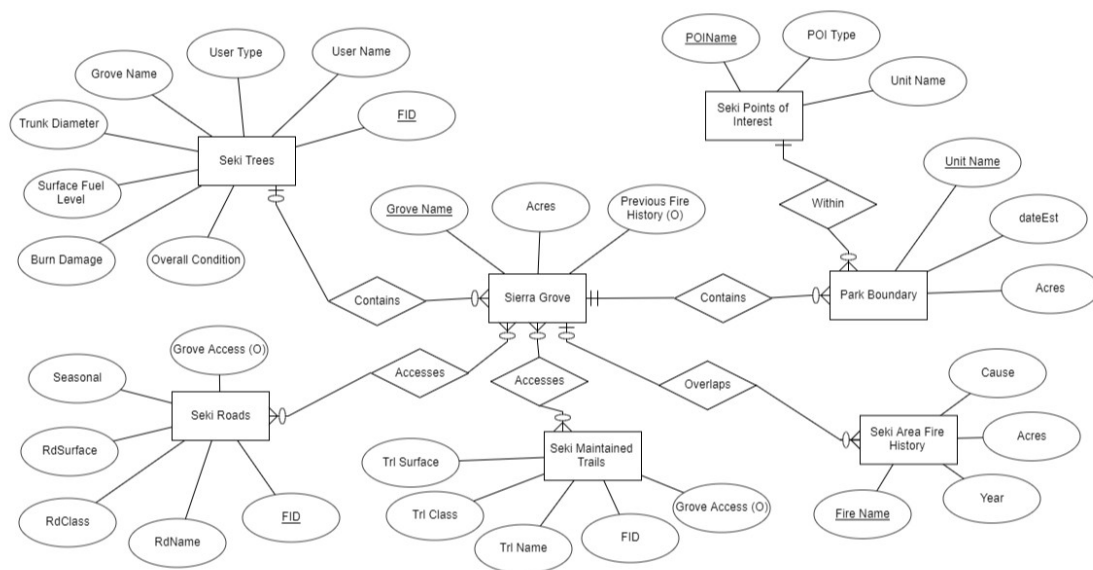 User Type
User Name
Grove Name
FID
Trunk Diameter
Seki Trees
Surface Fuel
Level
Burn Damage
Overall Condition
POIName
POI Type
Unit Name
Seki Points of
Interest
Within
Unit Name
dateEst
Acres
Park Boundary
Grove Name
Acres
Previous Fire
History (O)
Sierra Grove
Contains
Contains
Accesses
Accesses
Overlaps
Grove Access (O)
Seasonal
Seki Roads
RdSurface
RdClass
RdName
FID
Seki Maintained
Trails
Trl Surface
Trl Class
Trl Name
FID
Grove Access (O)
Cause
Seki Area Fire
History
Acres
Year
Fire Name